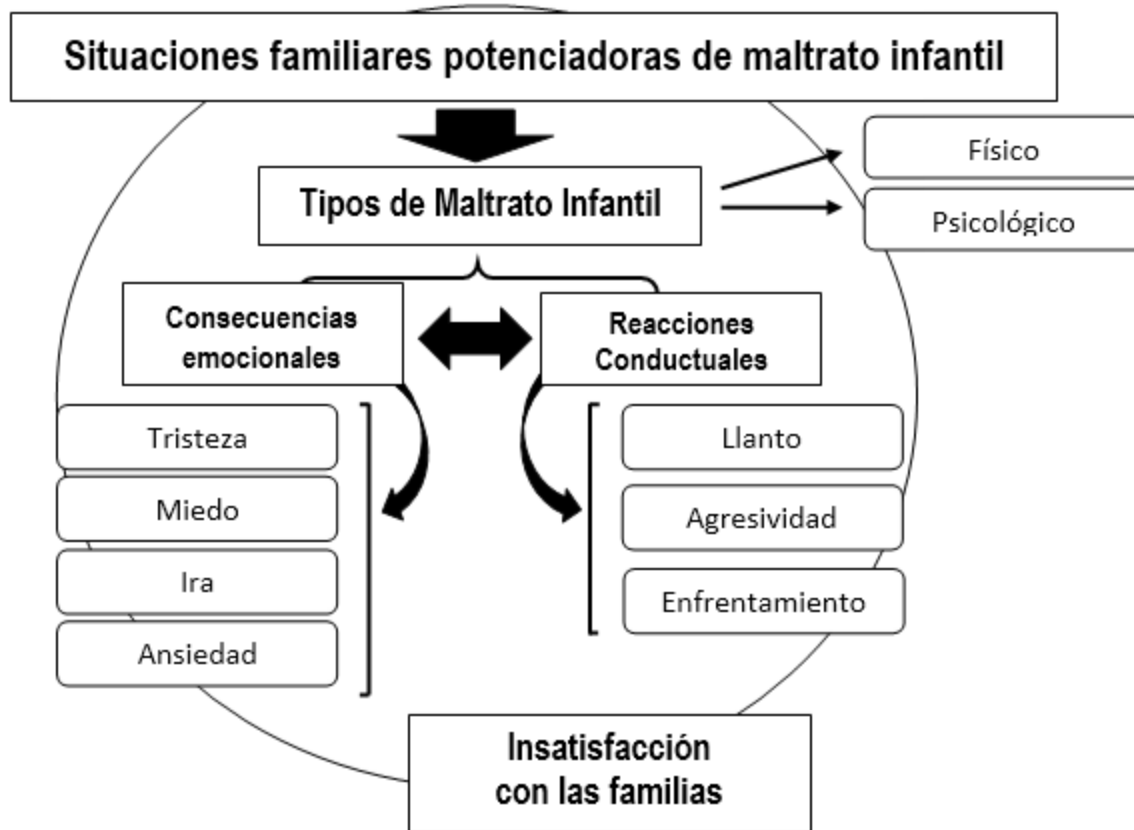 Situaciones familiares potenciadoras de maltrato infantil
Tipos de Maltrato Infantil
Físico
Psicológico
Consecuencias
emocionales
Reacciones
Conductuales
Tristeza
Miedo
Ira
Ansiedad
Llanto
Agresividad
Enfrentamiento
Insatisfacción
con las familias